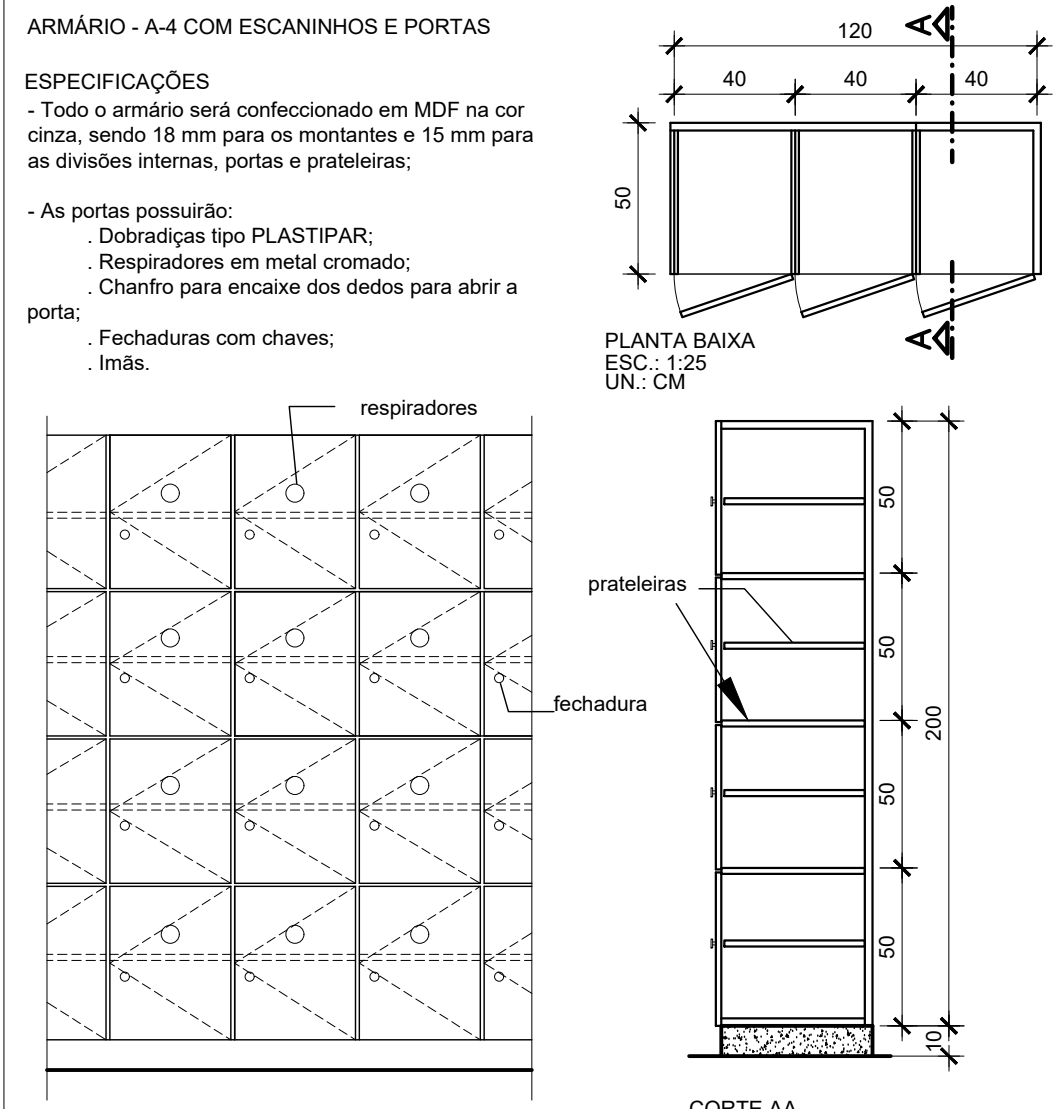 ARMÁRIO - A-4 COM ESCANINHOS E PORTAS
ESPECIFICAÇÕES
- Todo o armário será confeccionado em MDF na cor
cinza, sendo 18 mm para os montantes e 15 mm para
as divisões internas, portas e prateleiras;
- As portas possuirão:
. Dobradiças tipo PLASTIPAR;
. Respiradores em metal cromado;
. Chanfro para encaixe dos dedos para abrir a
porta;
. Fechaduras com chaves;
. Imãs.
A
120
40 40 40
50
A
PLANTA BAIXA
ESC.: 1:25
UN.: CM
respiradores
fechadura
prateleiras
50
50
50
50
200
10
CORTE AA